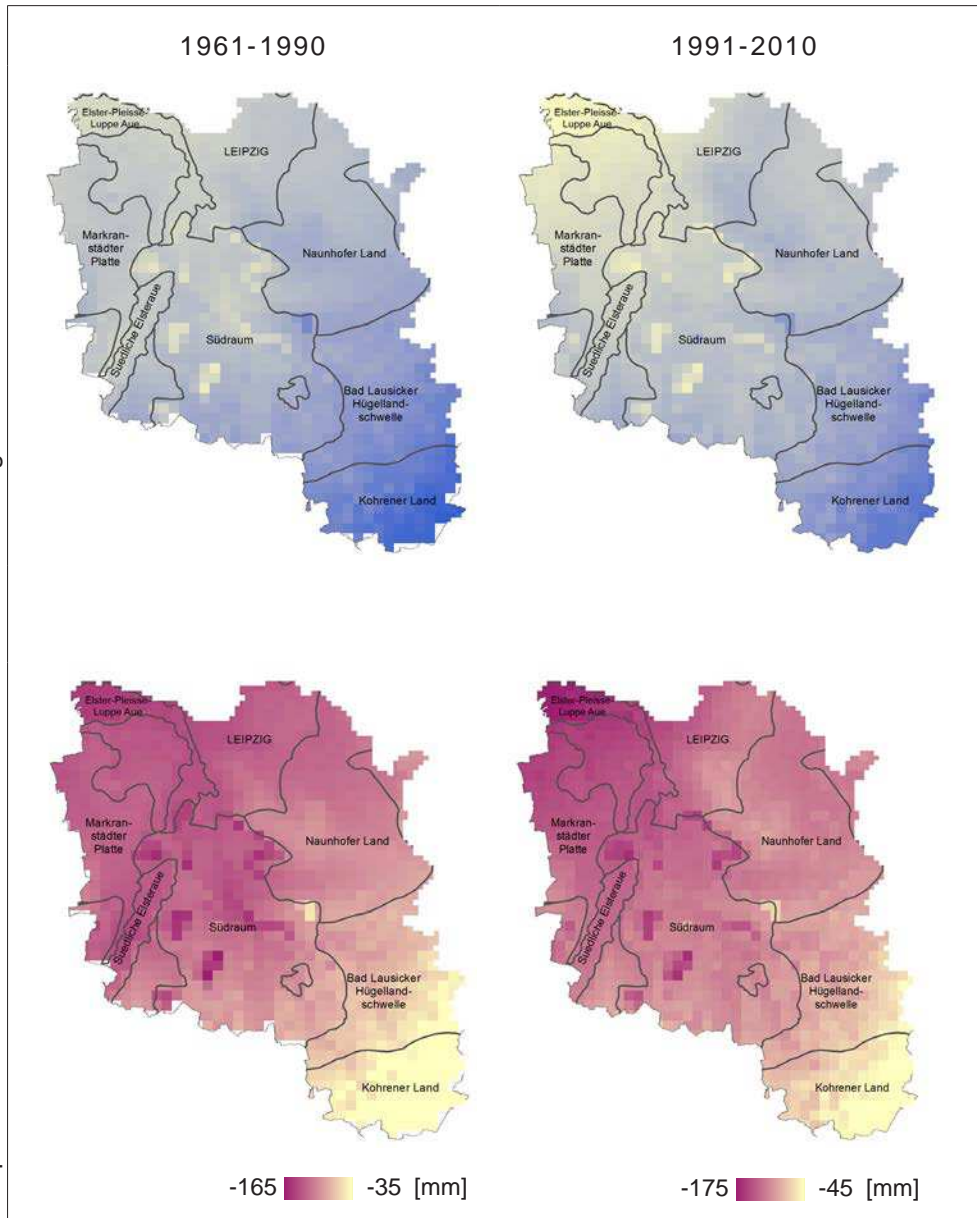 1961-1990
1991-2010
Elster-Pleisse-
Luppe Aue
LEIPZIG
Markran-
städter
Platte
Naunhofer Land
Suedliche Elsteraue
Südraum
Bad Lausicker
Hügelland-
schwelle
Kohrener Land
Elster-Pleisse-
Luppe Aue
LEIPZIG
Markran-
städter
Platte
Naunhofer Land
Suedliche Elsteraue
Südraum
Bad Lausicker
Hügelland-
schwelle
Kohrener Land
Elster-Pleisse-
Luppe Aue
LEIPZIG
Markran-
städter
Platte
Naunhofer Land
Suedliche Elsteraue
Südraum
Bad Lausicker
Hügelland-
schwelle
Kohrener Land
Elster-Pleisse-
Luppe Aue
LEIPZIG
Markran-
städter
Platte
Naunhofer Land
Suedliche Elsteraue
Südraum
Bad Lausicker
Hügelland-
schwelle
Kohrener Land
-165 -35 [mm]
-175 -45 [mm]